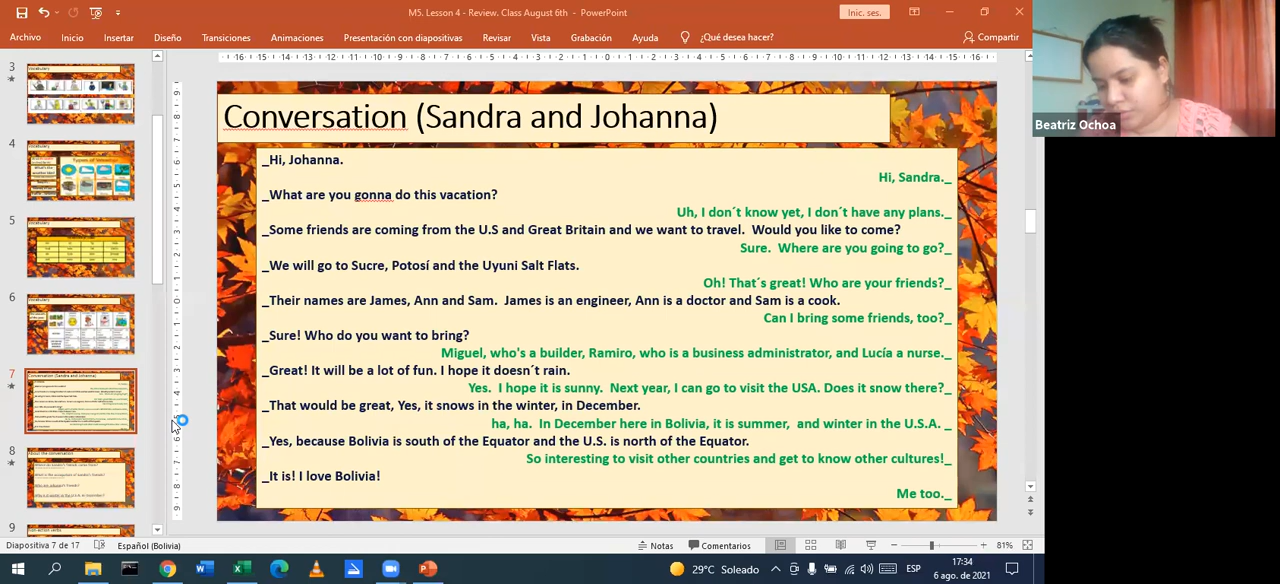 M5. Lesson 4 - Review. Class August 6th - PowerPoint
Inic. ses.
Archivo Inicio Insertar Diseño Transiciones Animaciones Presentación con diapositivas Revisar Vista Grabación Ayuda ¿Qué desea hacer? Compartir
Beatriz Ochoa
3
4
5
6
7
8
9
Conversation (Sandra and Johanna)
_Hi, Johanna.
Hi, Sandra._
_What are you gonna do this vacation?
Uh, I don´t know yet, I don´t have any plans._
_Some friends are coming from the U.S and Great Britain and we want to travel. Would you like to come?
Sure. Where are you going to go?_
_We will go to Sucre, Potosí and the Uyuni Salt Flats.
Oh! That´s great! Who are your friends?_
_Their names are James, Ann and Sam. James is an engineer, Ann is a doctor and Sam is a cook.
Can I bring some friends, too?_
_Sure! Who do you want to bring?
Miguel, who's a builder, Ramiro, who is a business administrator, and Lucía a nurse._
_Great! It will be a lot of fun. I hope it doesn´t rain.
Yes. I hope it is sunny. Next year, I can go to visit the USA. Does it snow there?_
_That would be great, Yes, it snows in the winter, in December.
ha, ha. In December here in Bolivia, it is summer, and winter in the U.S.A. _
_Yes, because Bolivia is south of the Equator and the U.S. is north of the Equator.
So interesting to visit other countries and get to know other cultures!_
_It is! I love Bolivia!
Me too._
Diapositiva 7 de 17 Español (Bolivia) Notas Comentarios 81%
29°C Soleado ESP 17:34
6 ago. de 2021